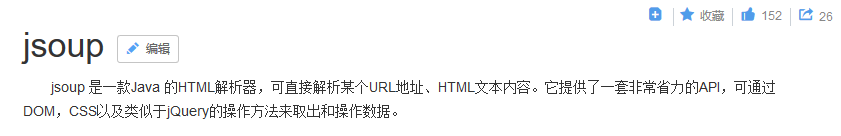 收藏 152 26
jsoup 编辑
jsoup 是一款Java 的HTML解析器，可直接解析某个URL地址、HTML文本内容。它提供了一套非常省力的API，可通过
DOM，CSS以及类似于jQuery的操作方法来取出和操作数据。